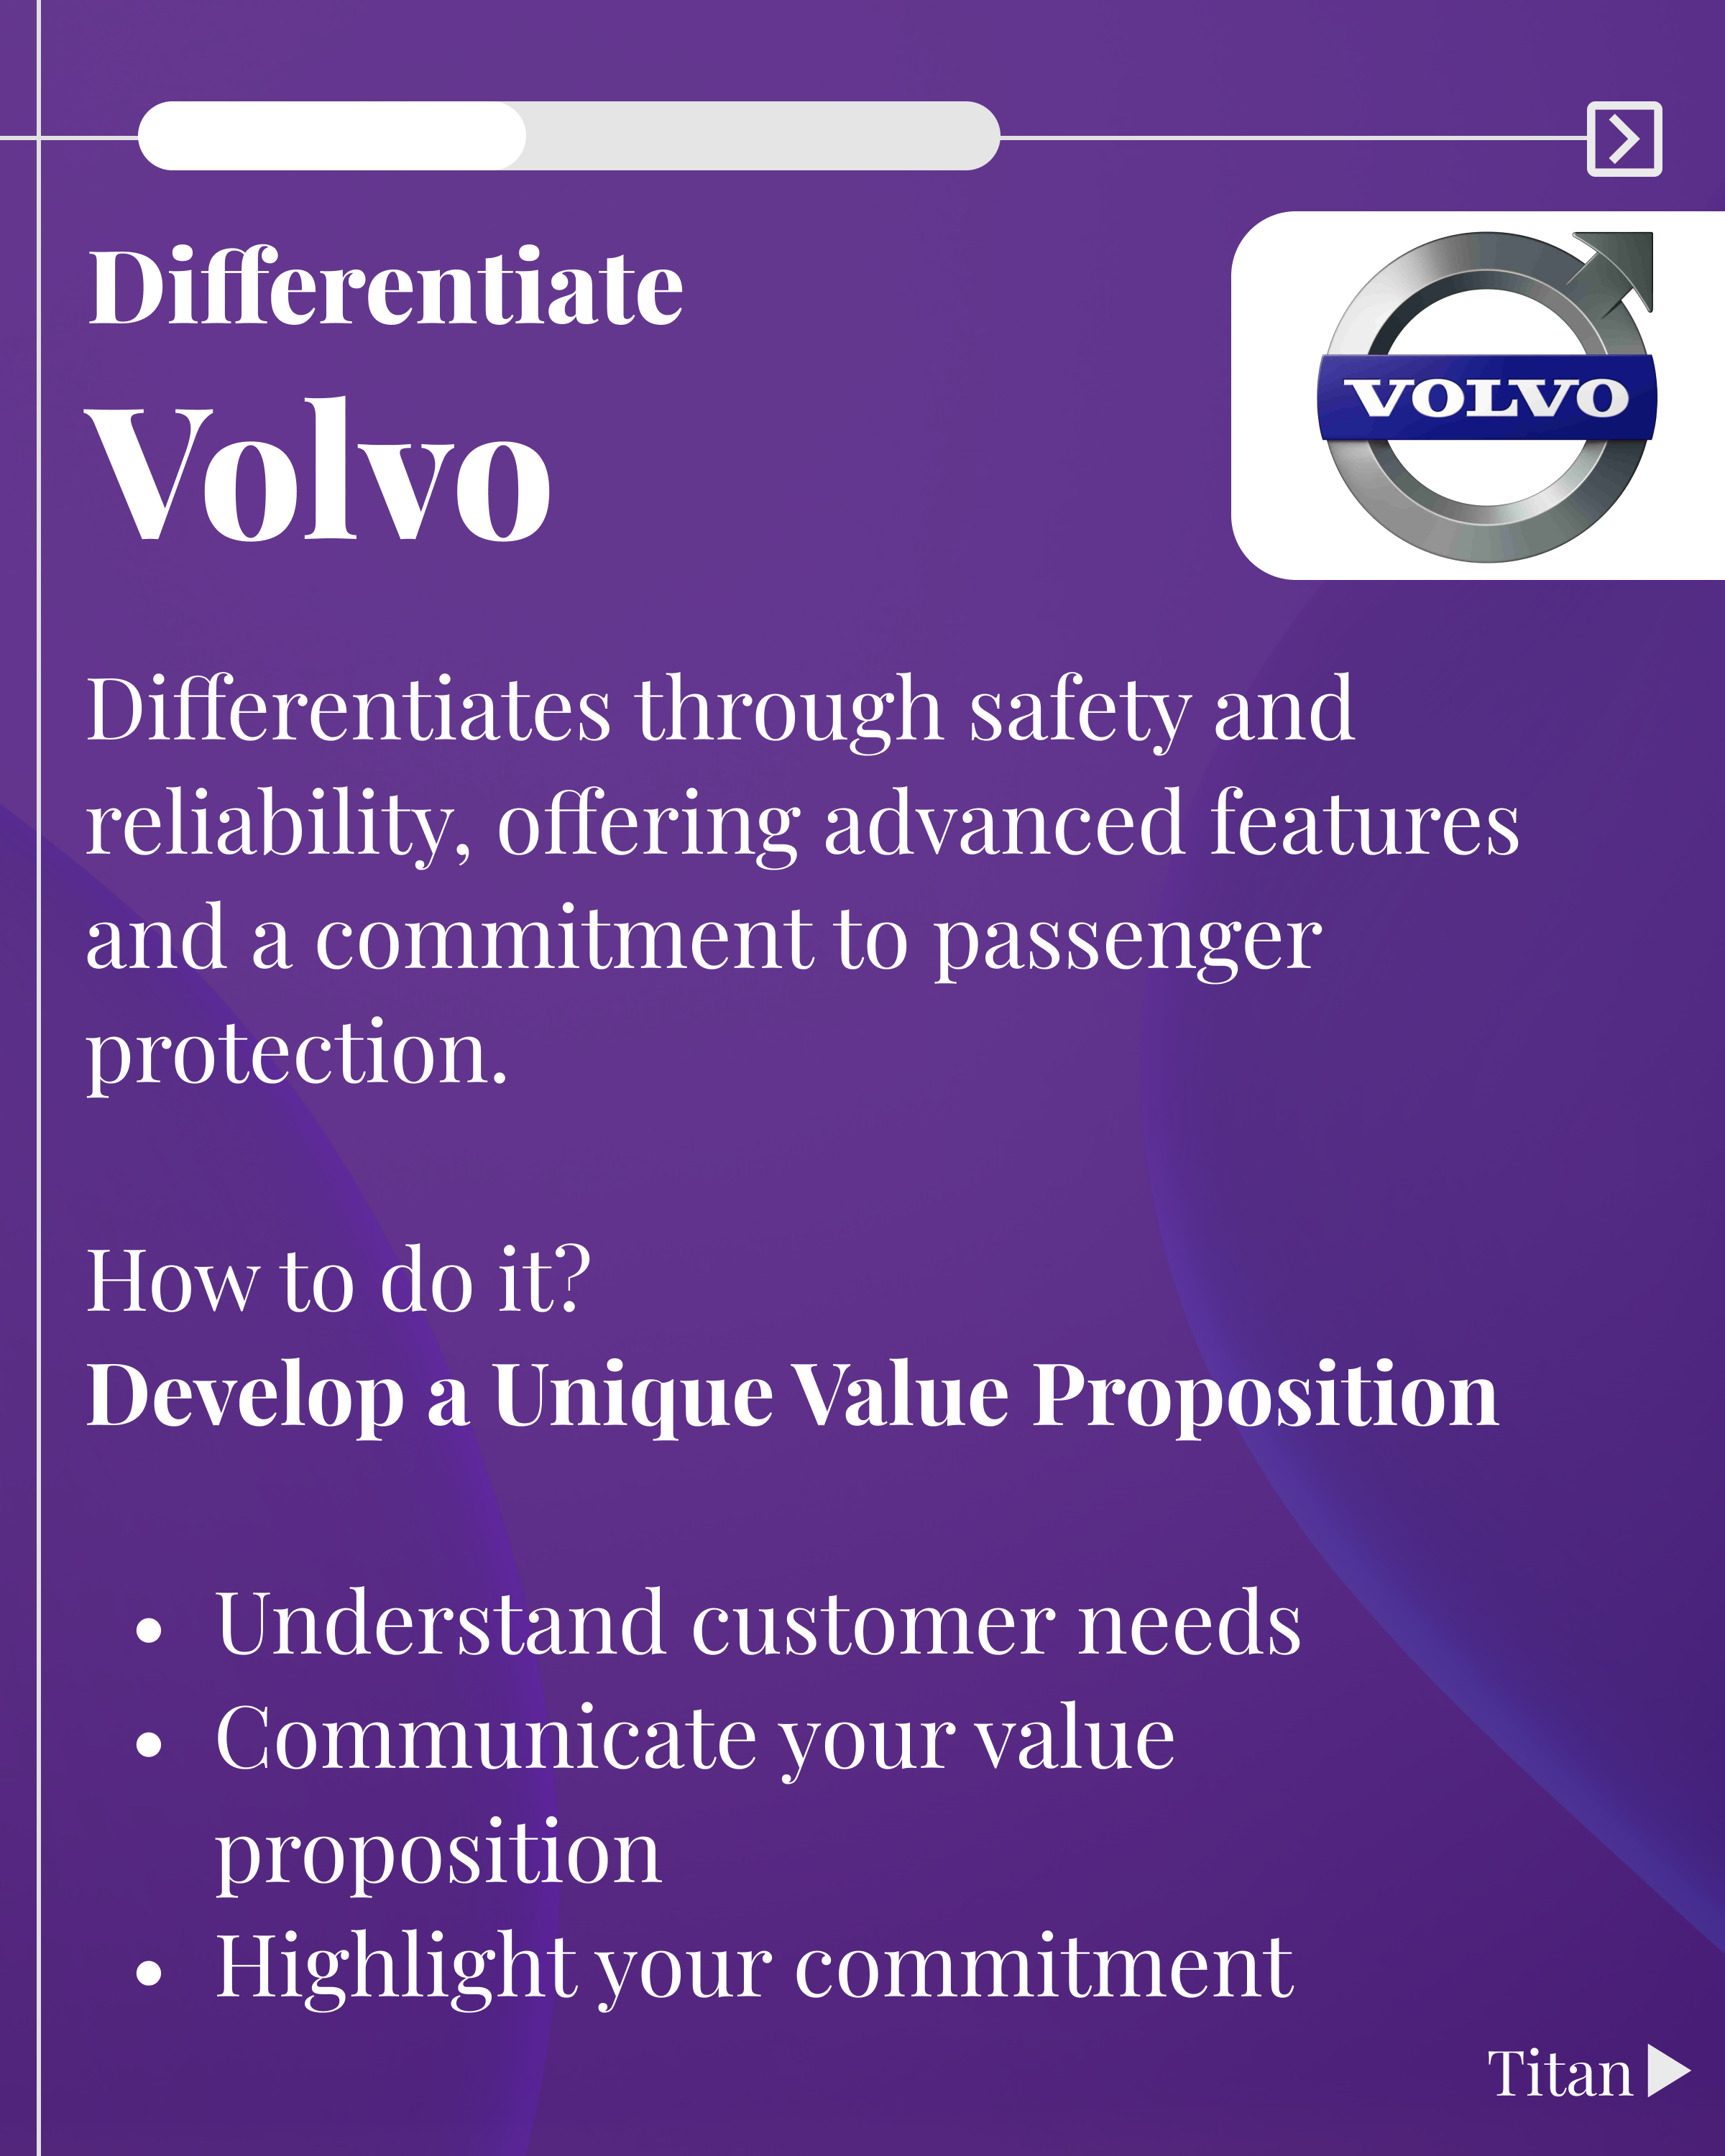 Differentiate
Volvo
VOLVO
Differentiates through safety and
reliability, offering advanced features
and a commitment to passenger
protection.
How to do it?
Develop a Unique Value Proposition
• Understand customer needs
• Communicate your value
proposition
• Highlight your commitment
Titan